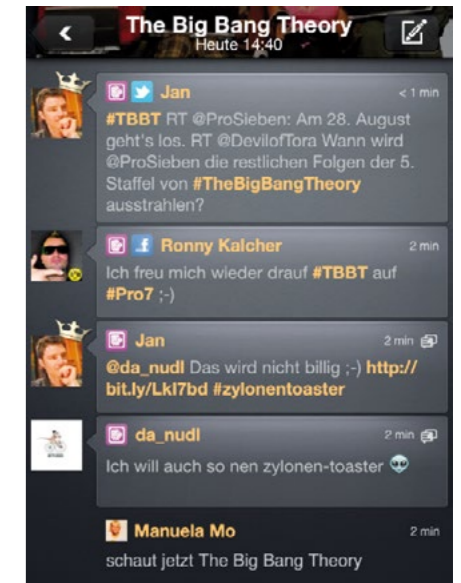 The Big Bang Theory
Heute 14:40
Jan
< 1 min
#TBBT RT @ProSieben: Am 28. August
geht's los. RT @DevilofTora Wann wird
@ProSieben die restlichen Folgen der 5.
Staffel von #TheBigBangTheory
ausstrahlen?
Ronny Kalcher
2 min
Ich freu mich wieder drauf #TBBT auf
#Pro7 ;-)
Jan
2 min
@da_nudl Das wird nicht billig ;-) http://
bit.ly/LkI7bd #zylonentoaster
da_nudl
2 min
Ich will auch so nen zylonen-toaster 👽
Manuela Mo
2 min
schaut jetzt The Big Bang Theory